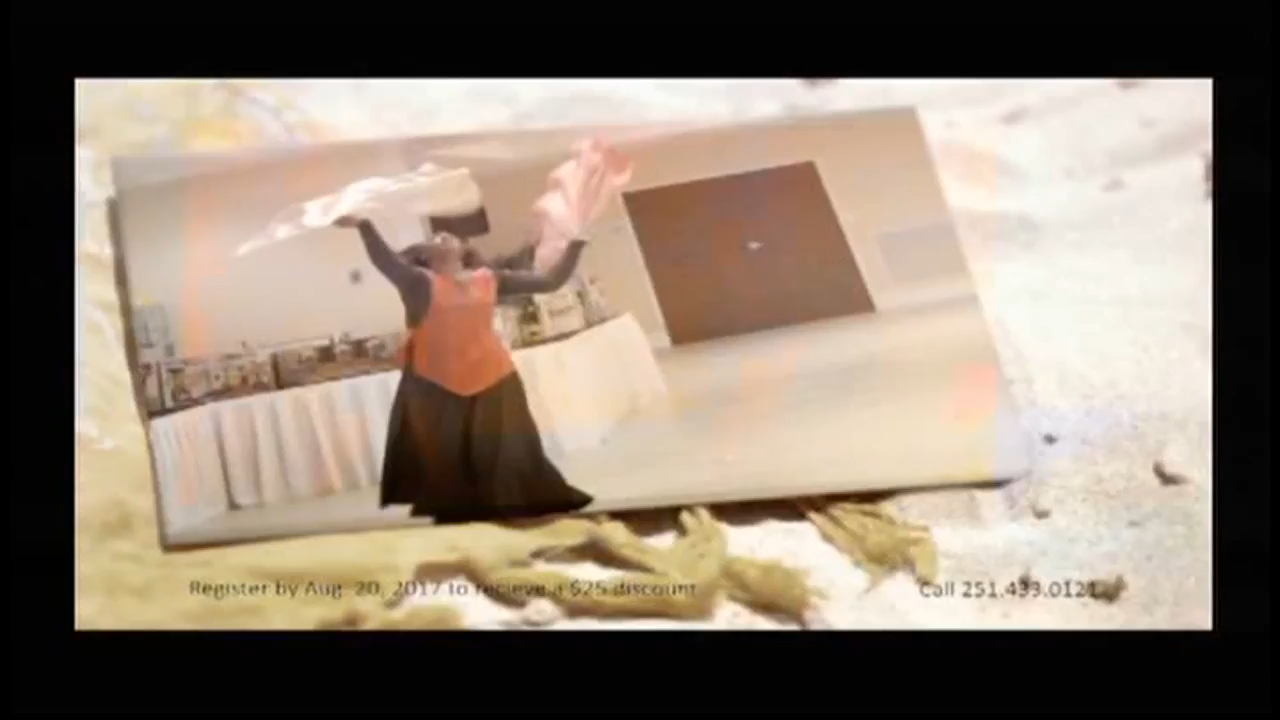 Register by Aug. 20, 2017 to recieve a $25 discount
Call 251.433.0121